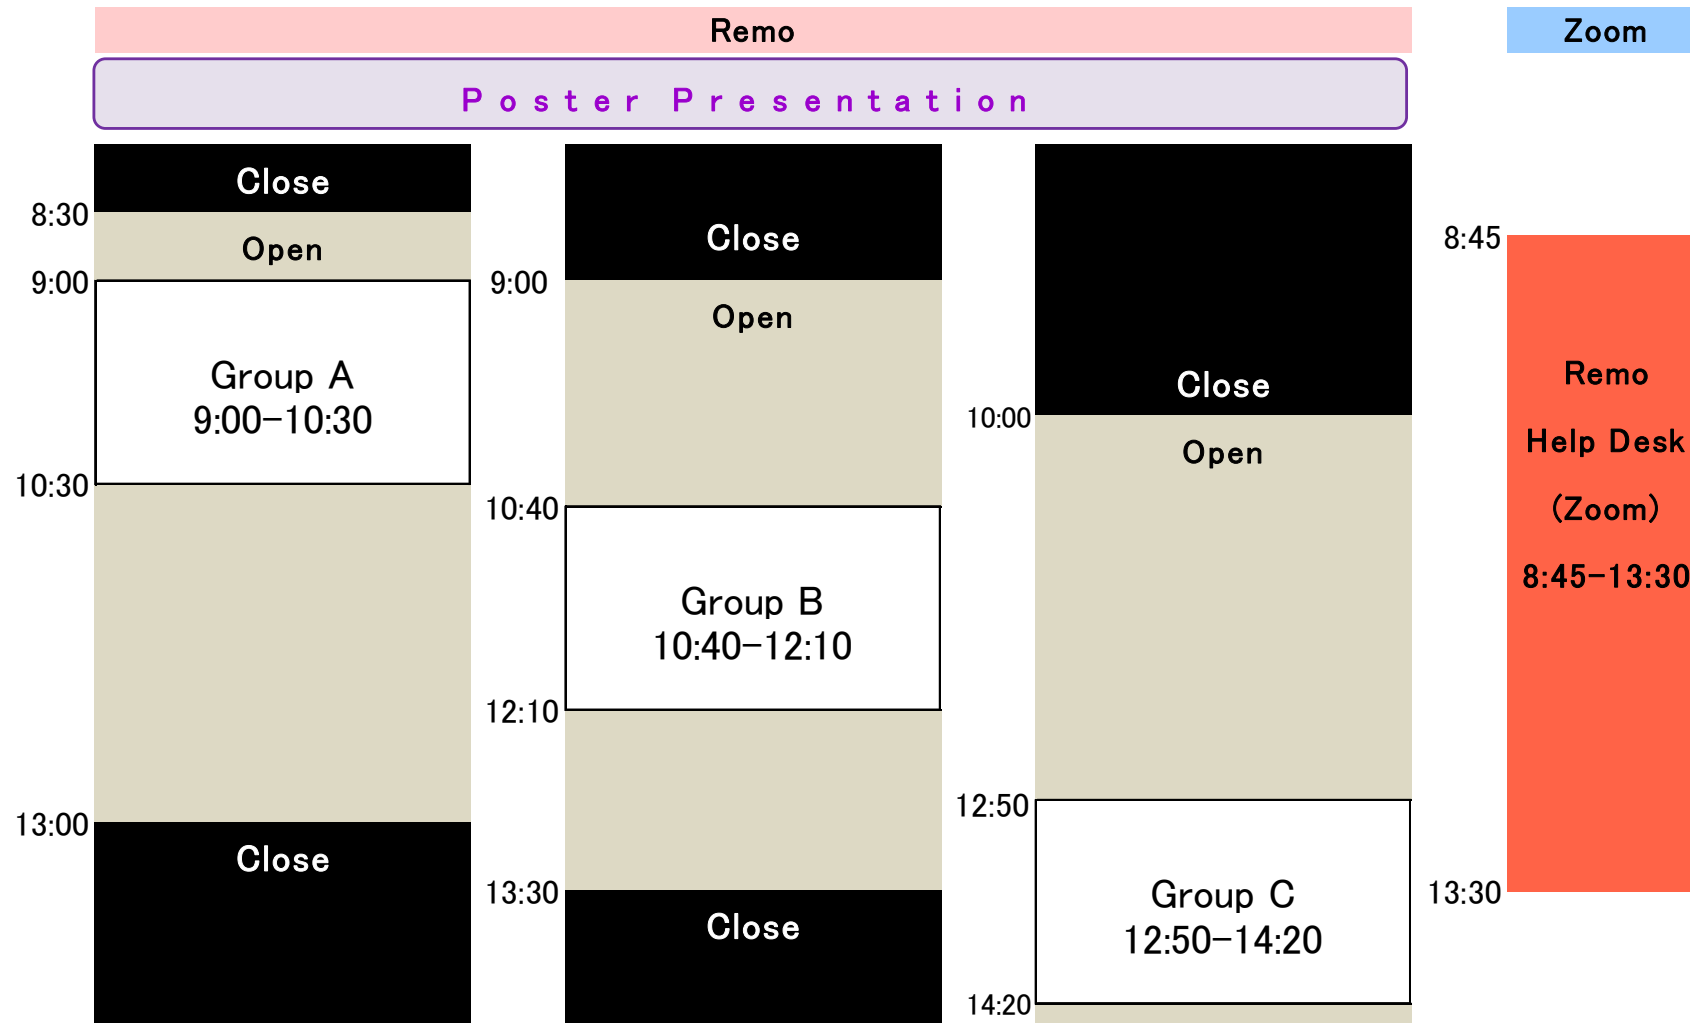 Remo
Zoom
Poster Presentation
Close
8:30
Open
9:00
Group A
9:00-10:30
10:30
13:00
Close
Close
9:00
Open
10:40
Group B
10:40-12:10
12:10
13:30
Close
Close
10:00
Open
12:50
Group C
12:50-14:20
14:20
8:45
Remo
Help Desk
(Zoom)
8:45-13:30
13:30